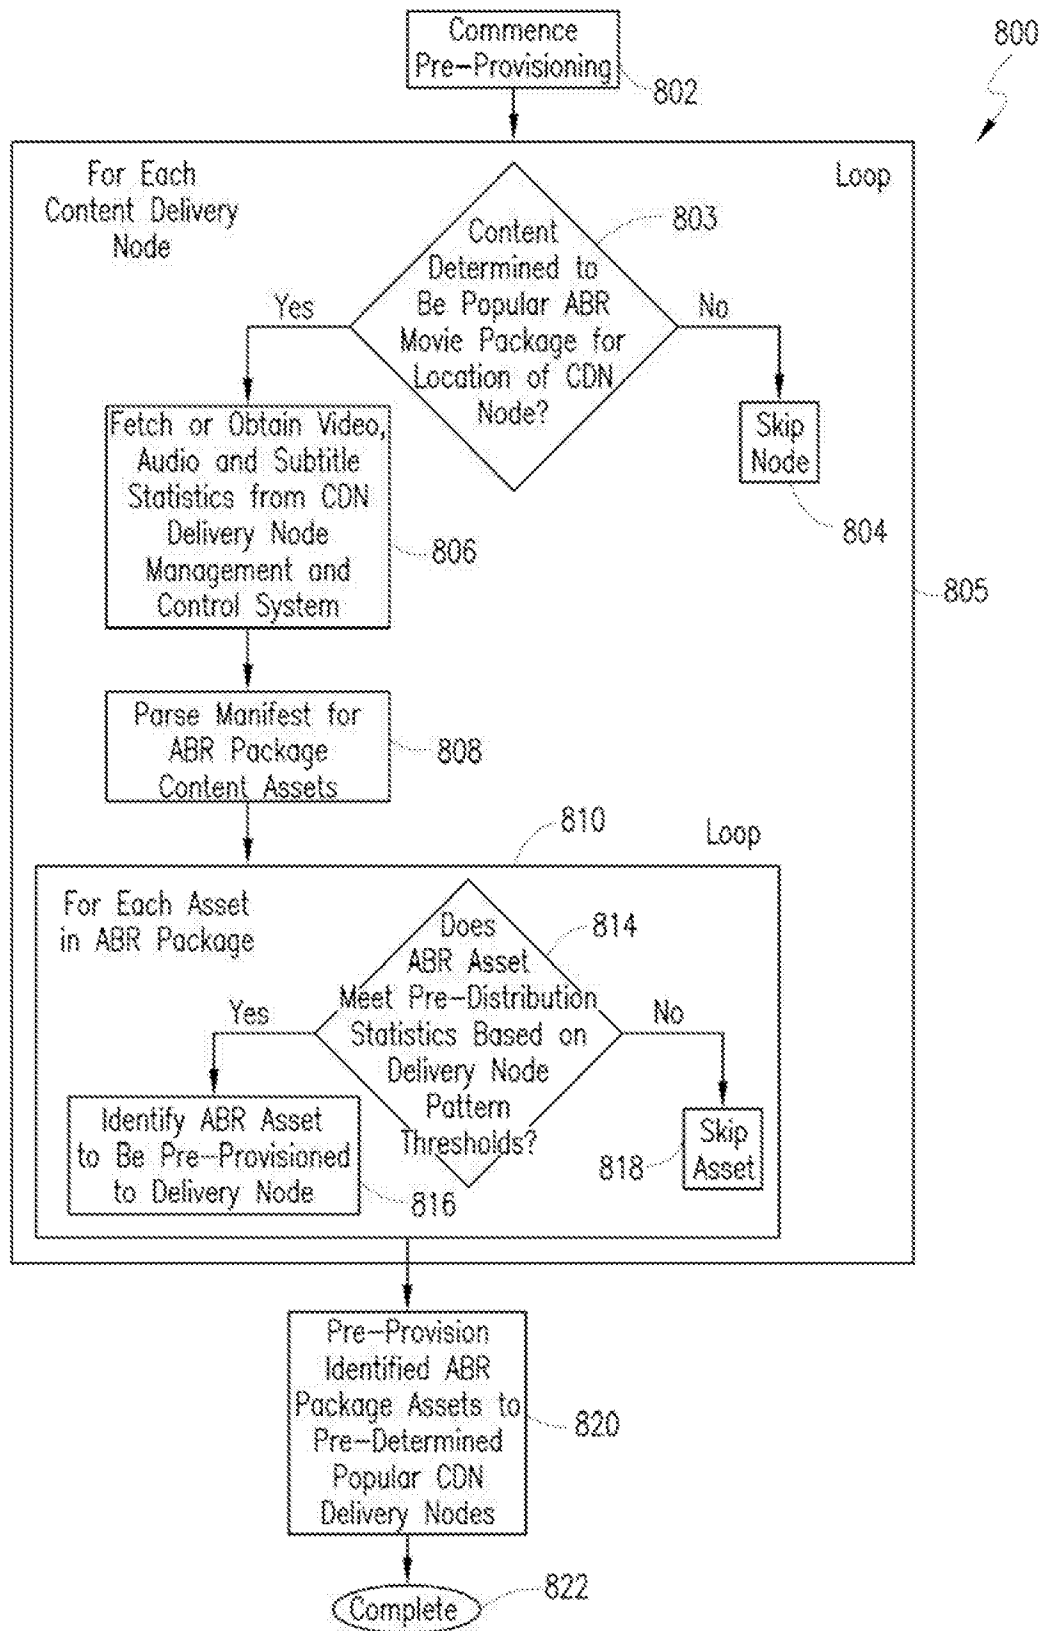 Commence
Pre-Provisioning
802
800
For Each
Content Delivery
Node
Loop
Content
Determined to
Be Popular ABR
Movie Package for
Location of CDN
Node?
803
Yes
No
Skip
Node
804
805
Fetch or Obtain Video,
Audio and Subtitle
Statistics from CDN
Delivery Node
Management and
Control System
806
Parse Manifest for
ABR Package
Content Assets
808
810
Loop
For Each Asset
in ABR Package
Does
ABR Asset
Meet Pre-Distribution
Statistics Based on
Delivery Node
Pattern
Thresholds?
814
Yes
No
Identify ABR Asset
to Be Pre-Provisioned
to Delivery Node
816
Skip
Asset
818
Pre-Provision
Identified ABR
Package Assets to
Pre-Determined
Popular CDN
Delivery Nodes
820
Complete
822